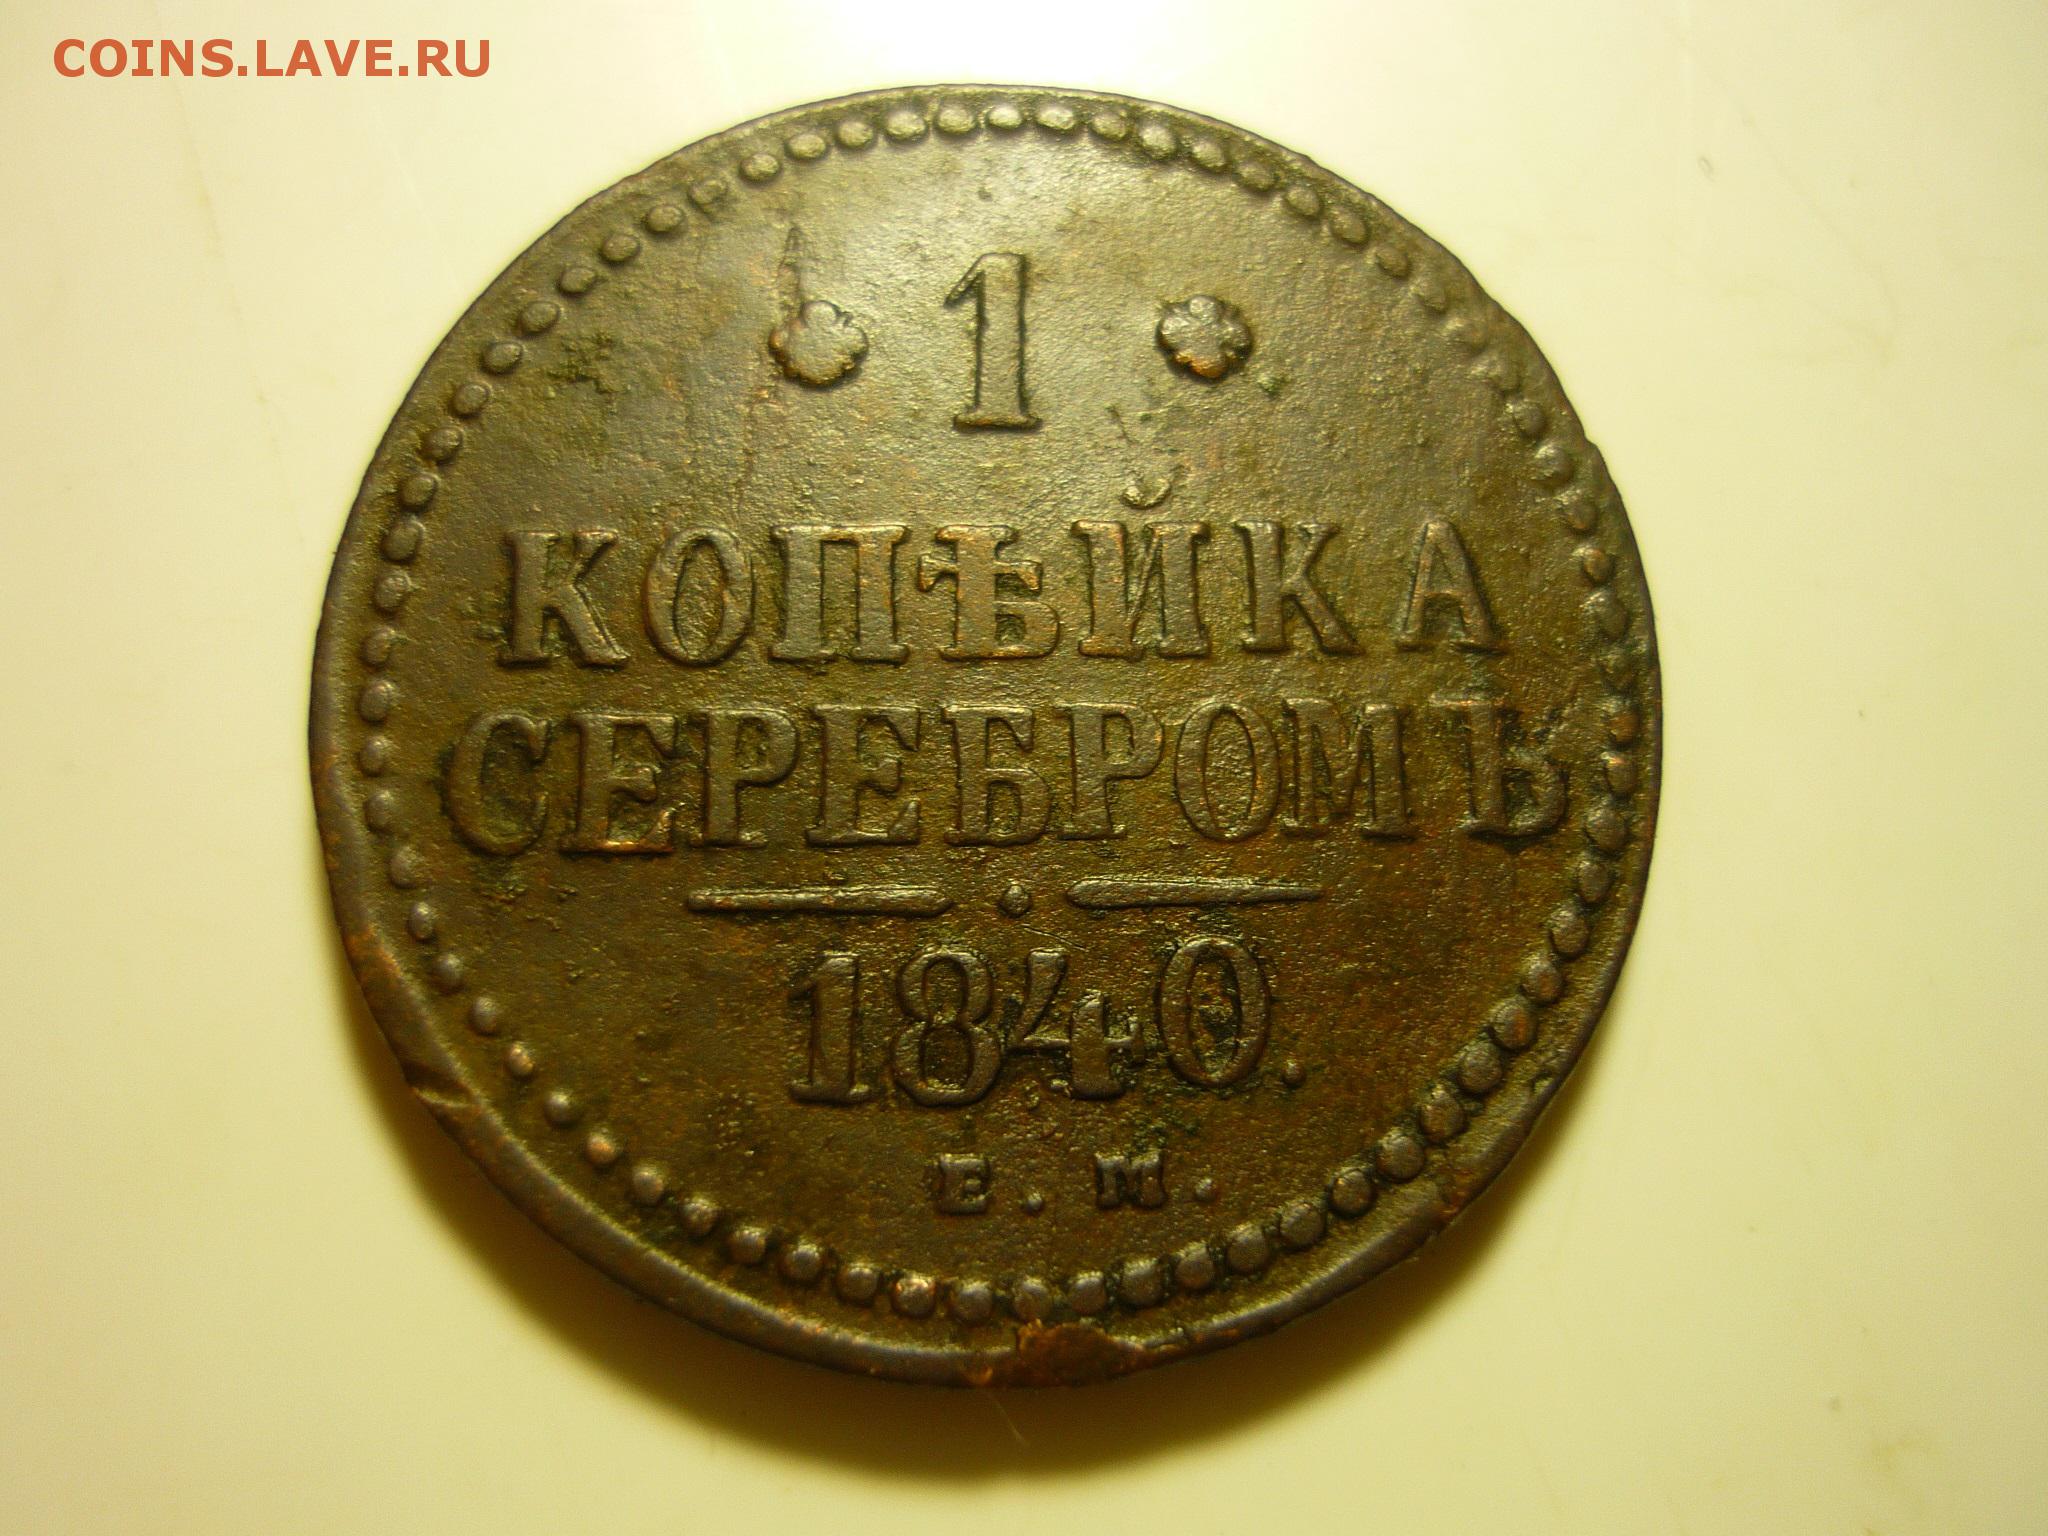 COINS.LAVE.RU
1
КОПѢЙКА
СЕРЕБРОМЪ
1840.
Е. М.